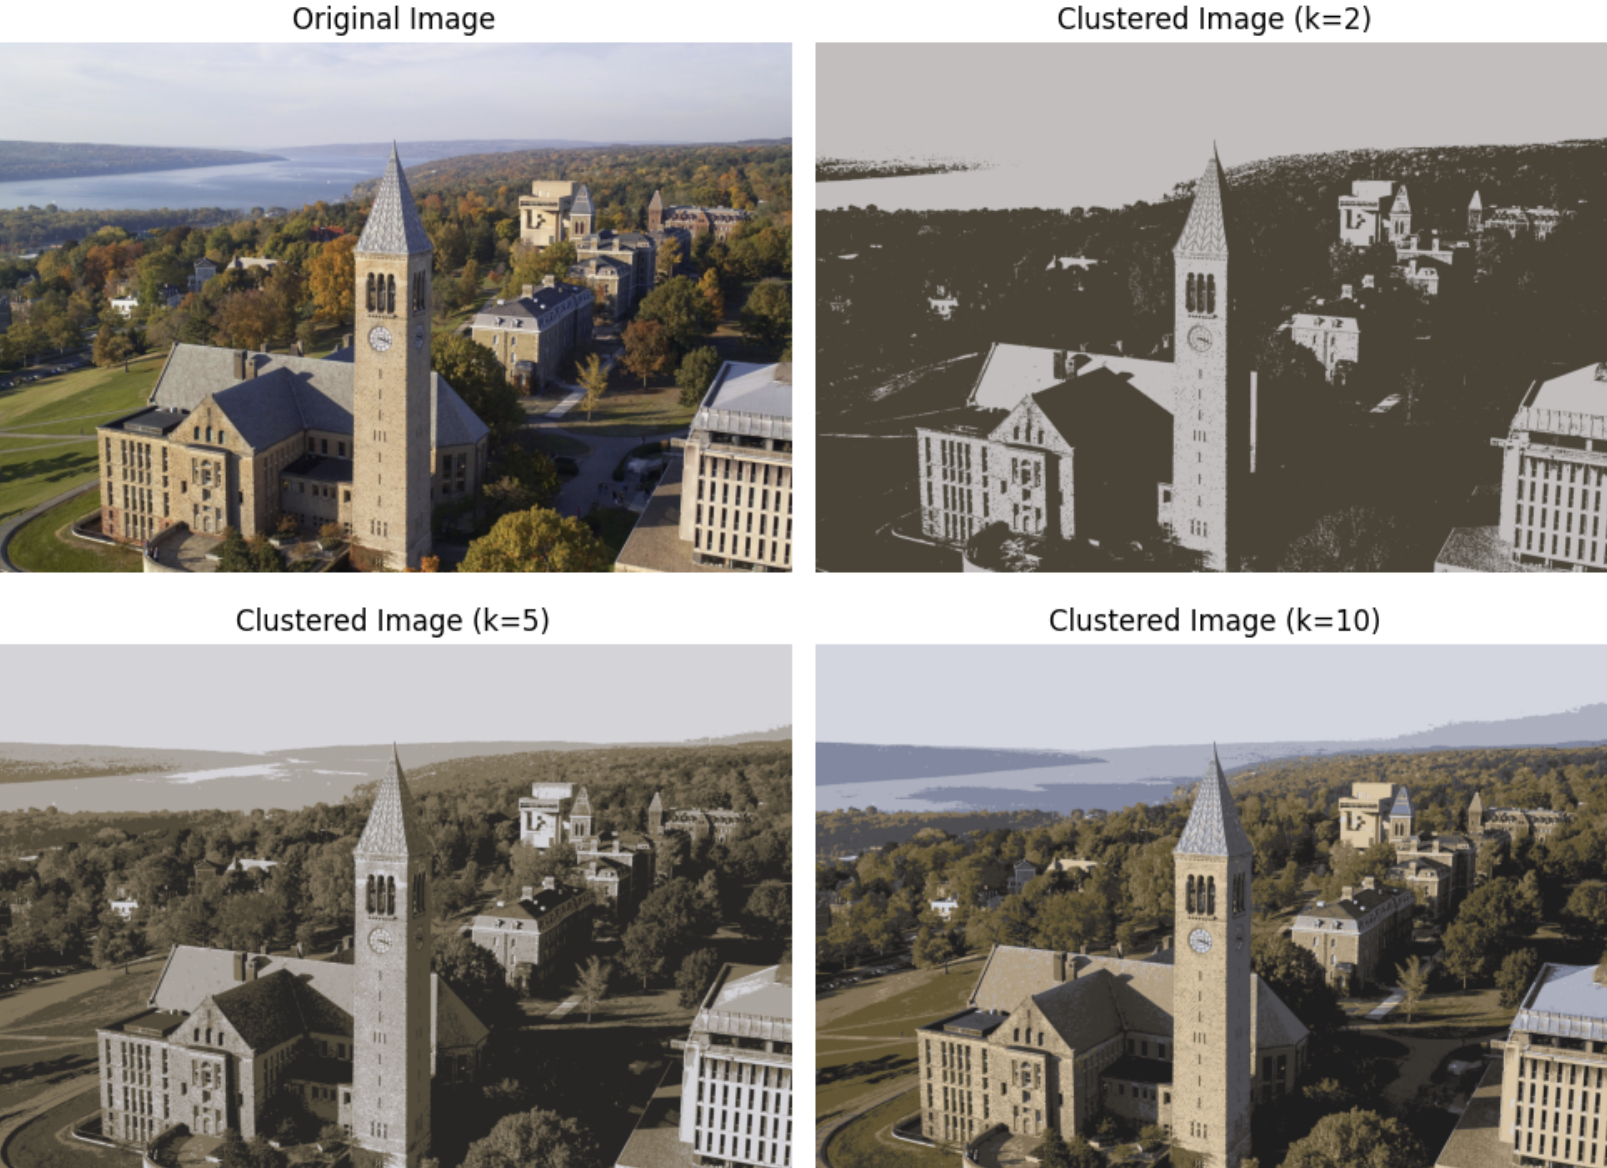 Original Image
Clustered Image (k=2)
Clustered Image (k=5)
Clustered Image (k=10)